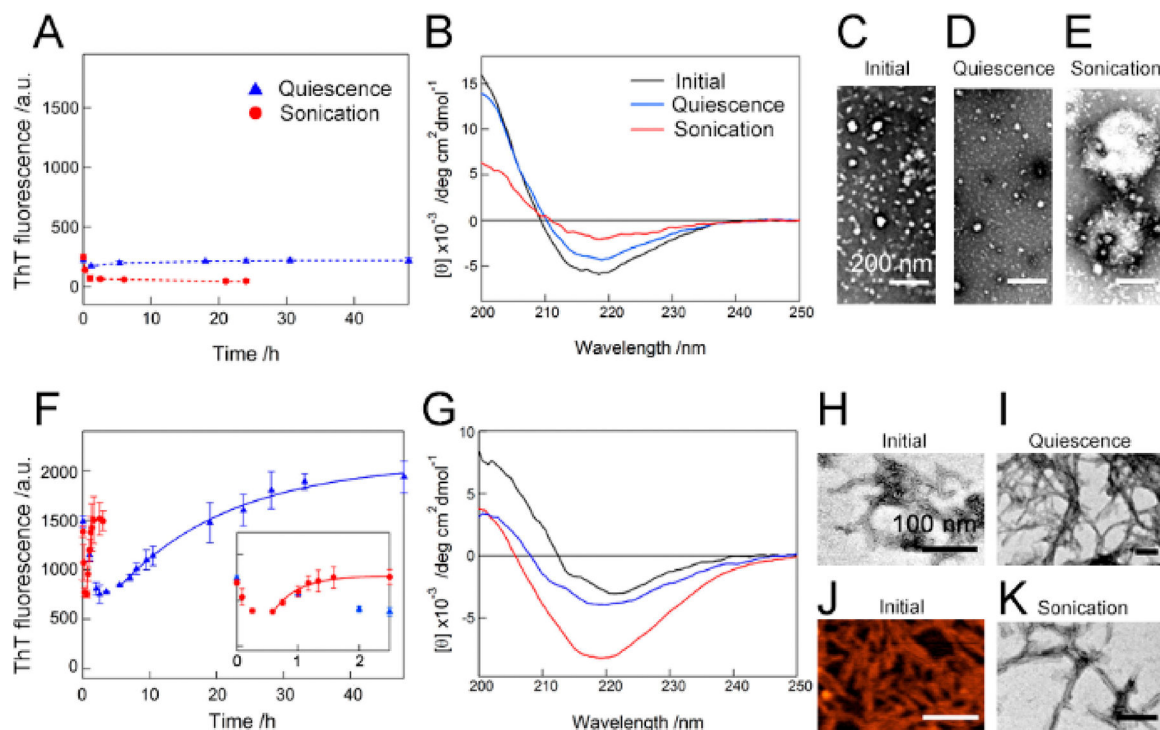 A
ThT fluorescence /a.u.
1500
1000
500
0
0
10
20
30
40
Time /h
Quiescence
Sonication
B
[θ] x10⁻³ /deg cm² dmol⁻¹
15
10
5
0
-5
200
210
220
230
240
250
Wavelength /nm
Initial
Quiescence
Sonication
C
Initial
200 nm
D
Quiescence
E
Sonication
F
ThT fluorescence /a.u.
2000
1500
1000
500
0
0
10
20
30
40
Time /h
0
1
2
G
[θ] x10⁻³ /deg cm² dmol⁻¹
10
5
0
-5
200
210
220
230
240
250
Wavelength /nm
H
Initial
100 nm
I
Quiescence
J
Initial
K
Sonication